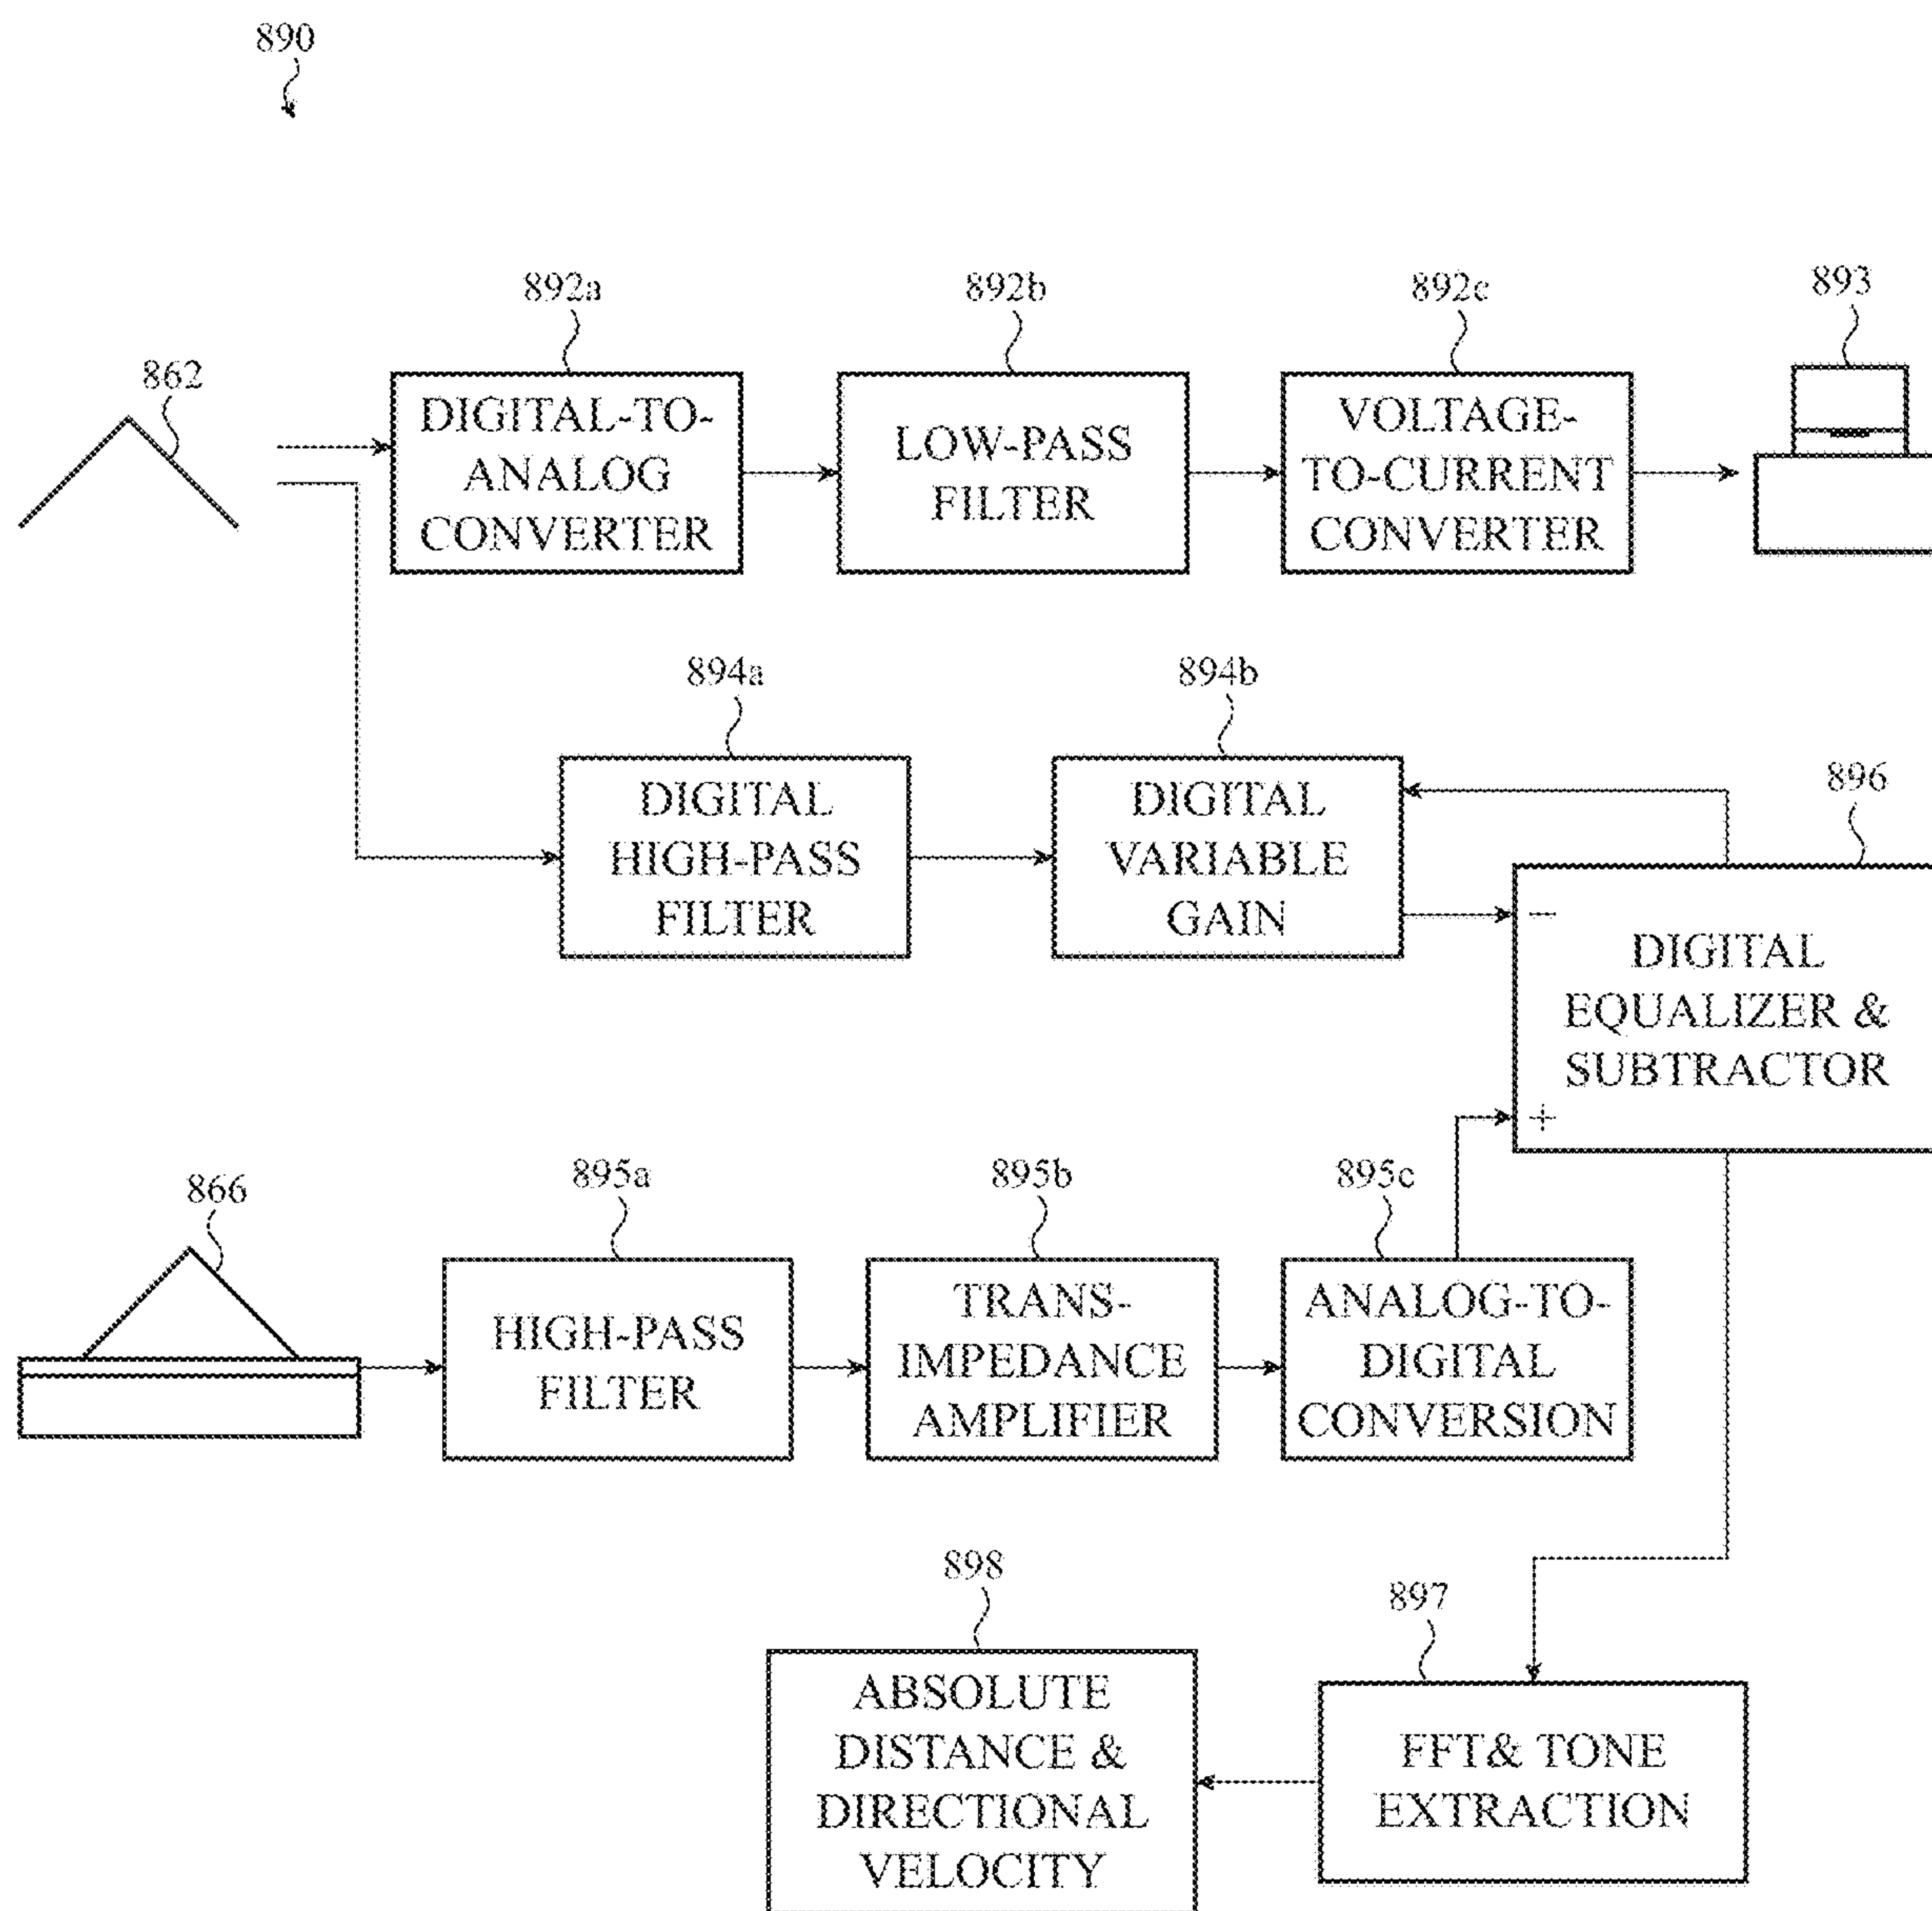 890
892a
892b
892c
893
862
DIGITAL-TO-
ANALOG
CONVERTER
LOW-PASS
FILTER
VOLTAGE-
TO-CURRENT
CONVERTER
894a
894b
896
DIGITAL
HIGH-PASS
FILTER
DIGITAL
VARIABLE
GAIN
−
DIGITAL
EQUALIZER &
SUBTRACTOR
+
866
895a
895b
895c
HIGH-PASS
FILTER
TRANS-
IMPEDANCE
AMPLIFIER
ANALOG-TO-
DIGITAL
CONVERSION
898
897
ABSOLUTE
DISTANCE &
DIRECTIONAL
VELOCITY
FFT& TONE
EXTRACTION